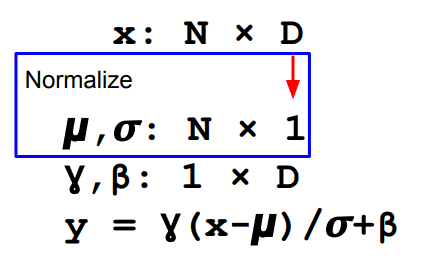 x: N × D
Normalize
μ,σ: N × 1
γ,β: 1 × D
y = γ(x-μ)/σ+β